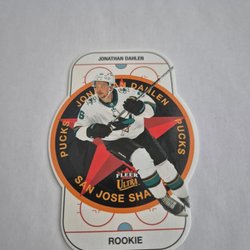 JONATHAN DAHLEN
JONATHAN DAHLEN
PUCKS
PUCKS
FLEER
ULTRA
SAN JOSE SHA
ROOKIE